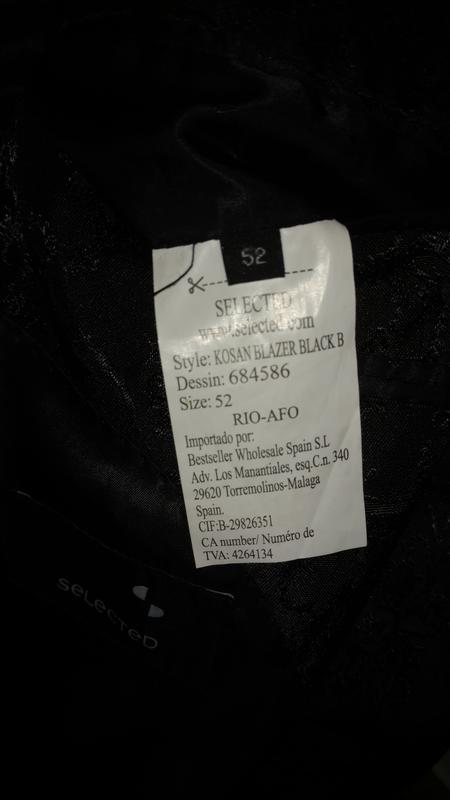 52
SELECTED
www.selected.com
Style: KOSAN BLAZER BLACK B
Dessin: 684586
Size: 52
RIO-AFO
Importado por:
Bestseller Wholesale Spain S.L
Adv. Los Manantiales, esq.C.n. 340
29620 Torremolinos-Malaga
Spain.
CIF:B-29826351
CA number/ Numéro de
TVA: 4264134
SELECTED